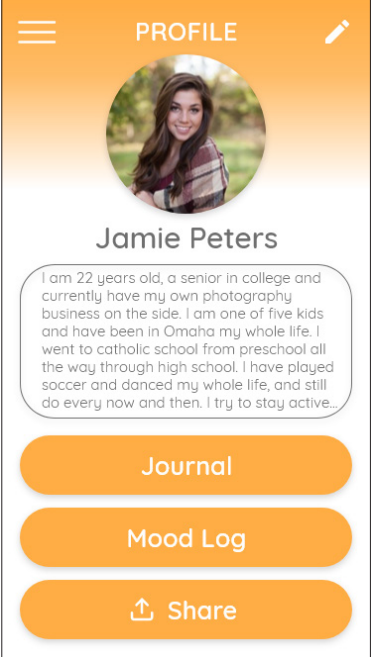 PROFILE
Jamie Peters
I am 22 years old, a senior in college and
currently have my own photography
business on the side. I am one of five kids
and have been in Omaha my whole life. I
went to catholic school from preschool all
the way through high school. I have played
soccer and danced my whole life, and still
do every now and then. I try to stay active...
Journal
Mood Log
Share